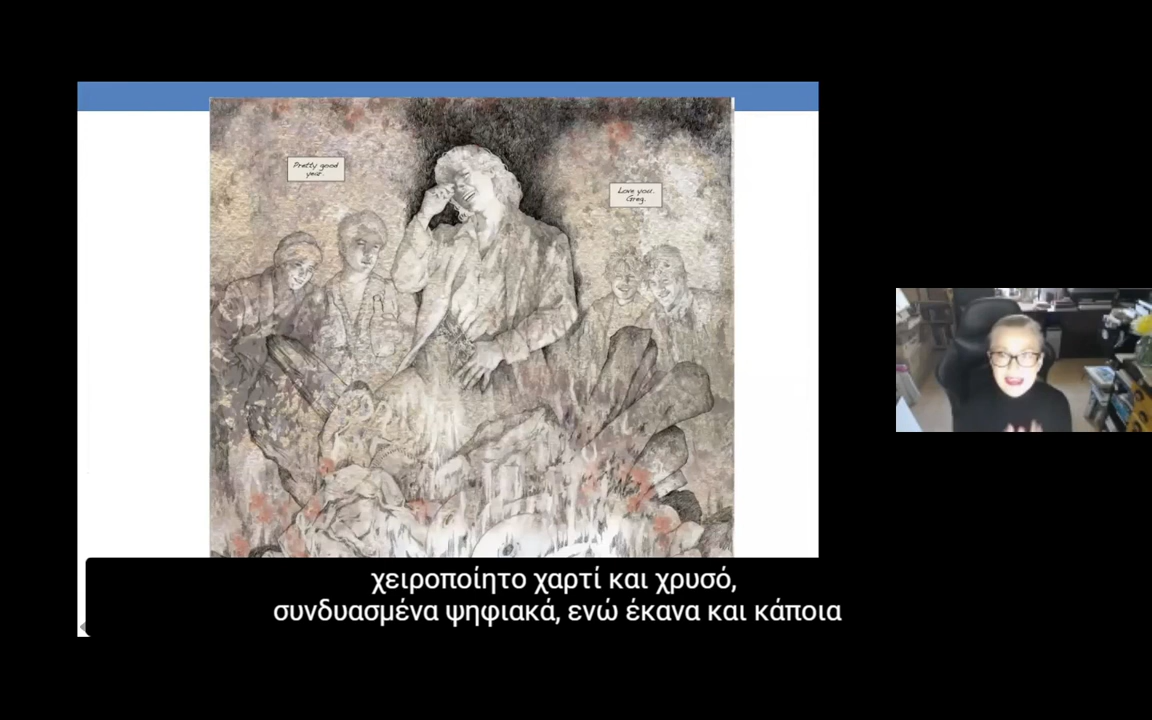 Pretty good
year.
Love you.
Greg.
χειροποίητο χαρτί και χρυσό,
συνδυασμένα ψηφιακά, ενώ έκανα και κάποια